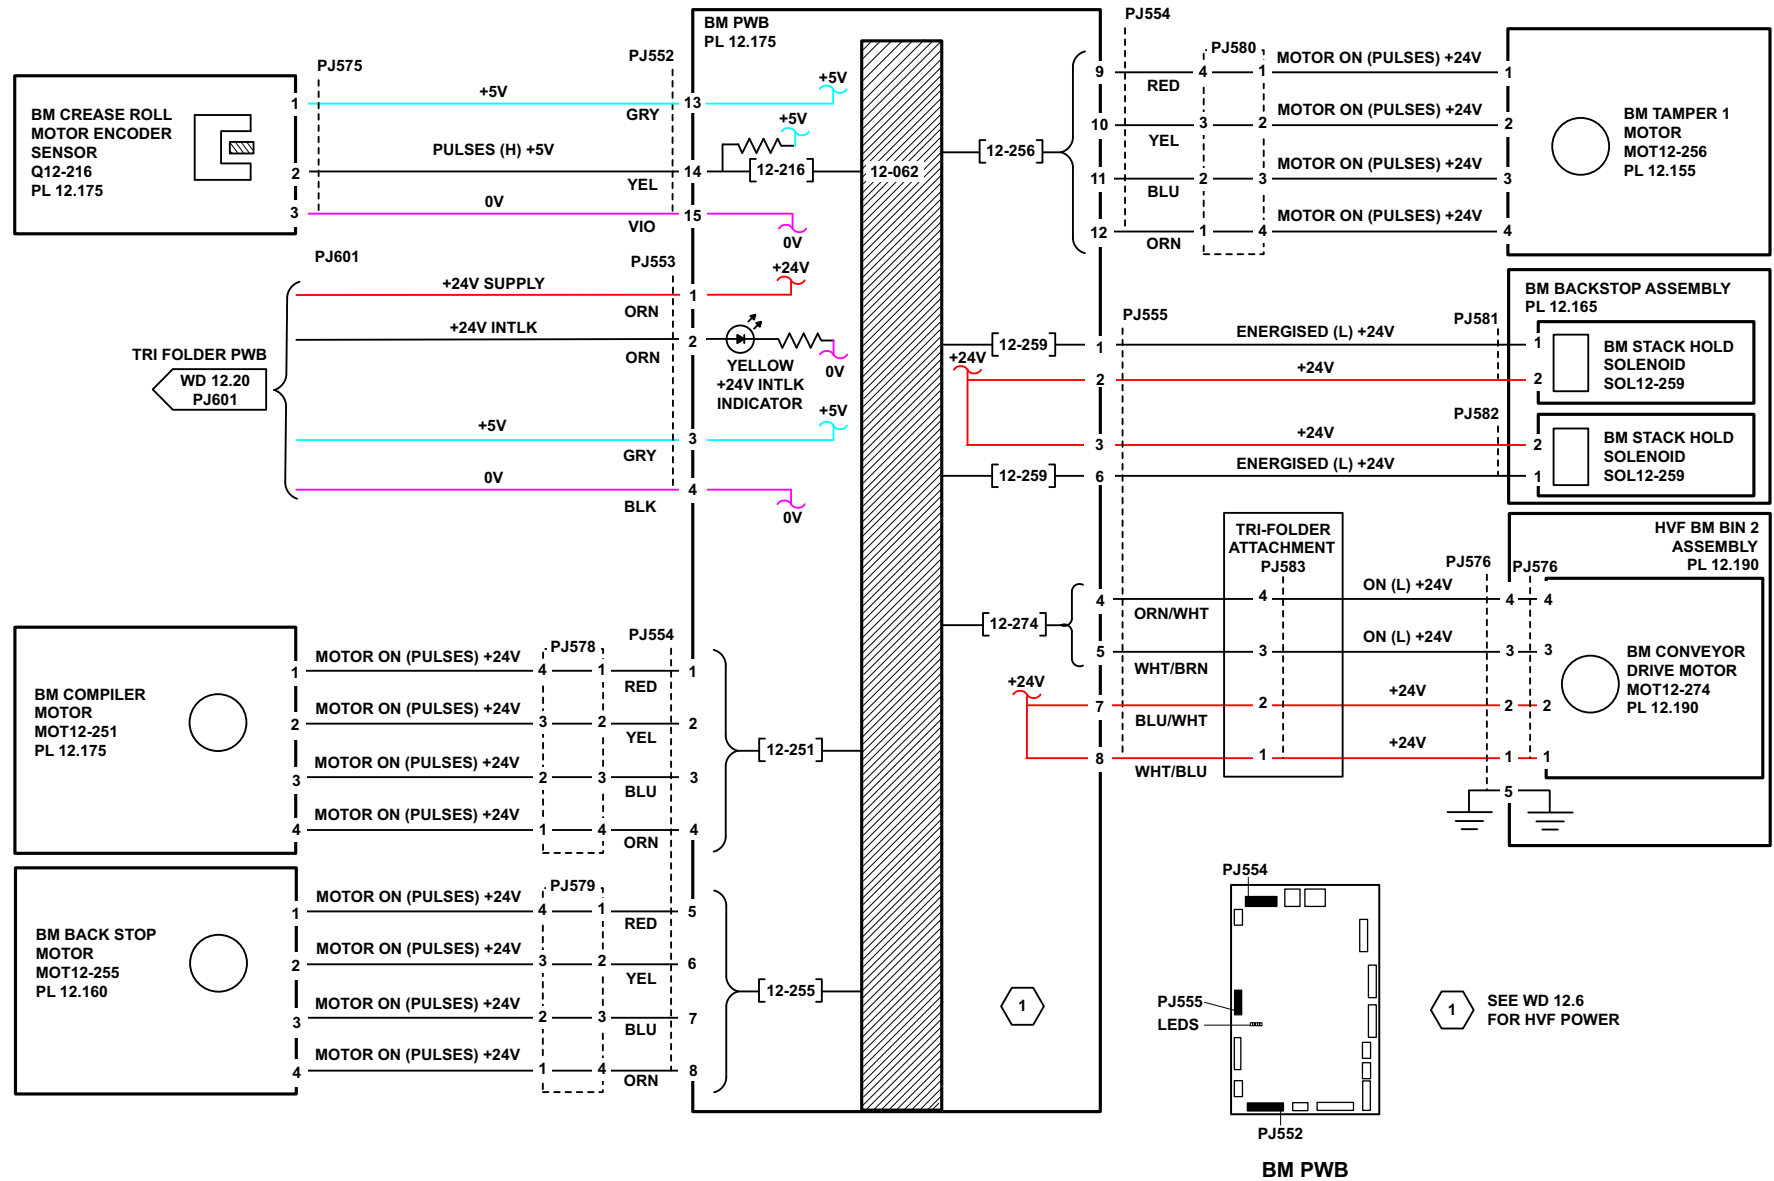 BM PWB
PL 12.175
PJ575
PJ552
BM CREASE ROLL
MOTOR ENCODER
SENSOR
Q12-216
PL 12.175
1
+5V
GRY
13
+5V
2
PULSES (H) +5V
YEL
14
+5V
12-216
12-062
3
0V
VIO
15
0V
PJ601
PJ553
TRI FOLDER PWB
WD 12.20
PJ601
+24V SUPPLY
ORN
1
+24V
+24V INTLK
ORN
2
YELLOW
+24V INTLK
INDICATOR
0V
+5V
GRY
3
+5V
0V
BLK
4
0V
BM COMPILER
MOTOR
MOT12-251
PL 12.175
PJ578
PJ554
1
MOTOR ON (PULSES) +24V
4
1
RED
1
2
MOTOR ON (PULSES) +24V
3
2
YEL
2
3
MOTOR ON (PULSES) +24V
2
3
BLU
3
4
MOTOR ON (PULSES) +24V
1
4
ORN
4
12-251
BM BACK STOP
MOTOR
MOT12-255
PL 12.160
PJ579
1
MOTOR ON (PULSES) +24V
4
1
RED
5
2
MOTOR ON (PULSES) +24V
3
2
YEL
6
3
MOTOR ON (PULSES) +24V
2
3
BLU
7
4
MOTOR ON (PULSES) +24V
1
4
ORN
8
12-255
PJ554
PJ580
12-256
9
RED
4
1
MOTOR ON (PULSES) +24V
1
10
YEL
3
2
MOTOR ON (PULSES) +24V
2
11
BLU
2
3
MOTOR ON (PULSES) +24V
3
12
ORN
1
4
MOTOR ON (PULSES) +24V
4
BM TAMPER 1
MOTOR
MOT12-256
PL 12.155
BM BACKSTOP ASSEMBLY
PL 12.165
PJ555
PJ581
12-259
1
ENERGISED (L) +24V
1
+24V
2
+24V
2
BM STACK HOLD
SOLENOID
SOL12-259
PJ582
3
+24V
2
12-259
6
ENERGISED (L) +24V
1
BM STACK HOLD
SOLENOID
SOL12-259
TRI-FOLDER
ATTACHMENT
PJ583
HVF BM BIN 2
ASSEMBLY
PL 12.190
PJ576
PJ576
12-274
4
ORN/WHT
4
ON (L) +24V
4
4
5
WHT/BRN
3
ON (L) +24V
3
3
+24V
7
BLU/WHT
2
+24V
2
2
8
WHT/BLU
1
+24V
1
1
5
BM CONVEYOR
DRIVE MOTOR
MOT12-274
PL 12.190
1
PJ554
PJ555
LEDS
PJ552
BM PWB
1
SEE WD 12.6
FOR HVF POWER